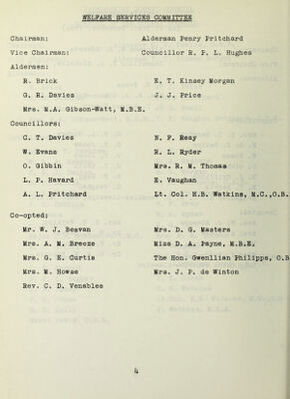 WELFARE SERVICES COMMITTEE
Chairman: Alderman Penry Pritchard
Vice Chairman: Councillor R. P. L. Hughes
Aldermen:
R. Brick E. T. Kinsey Morgan
G. R. Davies J. J. Price
Mrs. M.A. Gibson-Watt, M.B.E.
Councillors:
C. T. Davies N. P. Reay
W. Evans R. L. Ryder
O. Gibbin Mrs. R. M. Thomas
L. P. Havard E. Vaughan
A. L. Pritchard Lt. Col. H.B. Watkins, M.C.,O.B.
Co-opted:
Mr. W. J. Beavan Mrs. D. G. Masters
Mrs. A. M. Breeze Miss D. A. Payne, M.B.E.
Mrs. G. E. Curtis The Hon. Gwenllian Philipps, O.B
Mrs. M. Howse Mrs. J. P. de Winton
Rev. C. D. Venables
4